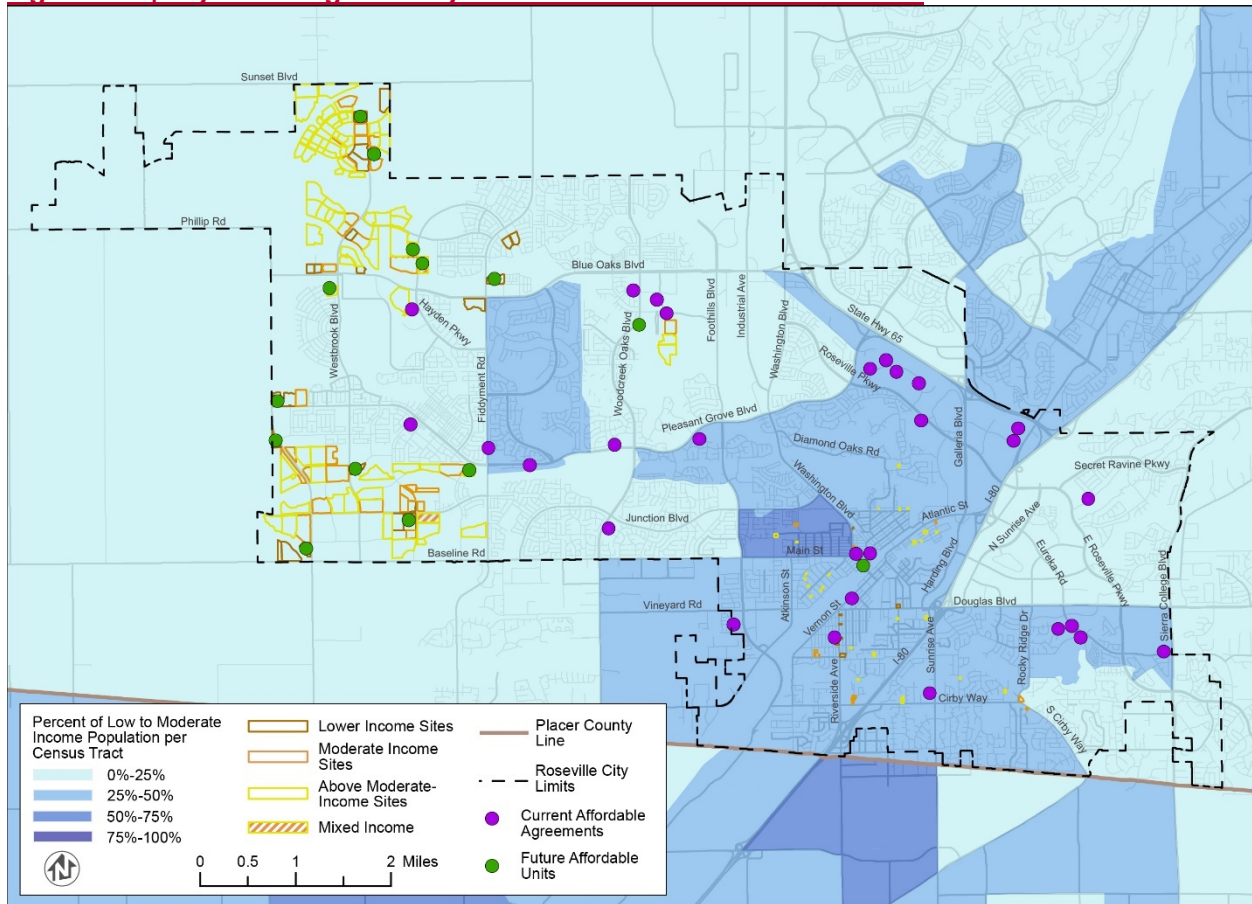 Sunset Blvd
Phillip Rd
Blue Oaks Blvd
Hayden Pkwy
Westbrook Blvd
Fiddyment Rd
Woodcreek Oaks Blvd
Foothills Blvd
Industrial Ave
Washington Blvd
State Hwy 65
Roseville Pkwy
Pleasant Grove Blvd
Diamond Oaks Rd
Galleria Blvd
Washington Blvd
Secret Ravine Pkwy
I-80
Atlantic St
N Sunrise Ave
Junction Blvd
Main St
Baseline Rd
Harding Blvd
Eureka Rd
E Roseville Pkwy
Sierra College Blvd
Atkinson St
Vineyard Rd
Vernon St
Douglas Blvd
Rocky Ridge Dr
Sunrise Ave
I-80
Riverside Ave
Cirby Way
S Cirby Way
Percent of Low to Moderate
Income Population per
Census Tract
0%-25%
25%-50%
50%-75%
75%-100%
Lower Income Sites
Moderate Income
Sites
Above Moderate-
Income Sites
Mixed Income
Placer County
Line
Roseville City
Limits
Current Affordable
Agreements
Future Affordable
Units
0 0.5 1 2 Miles
N